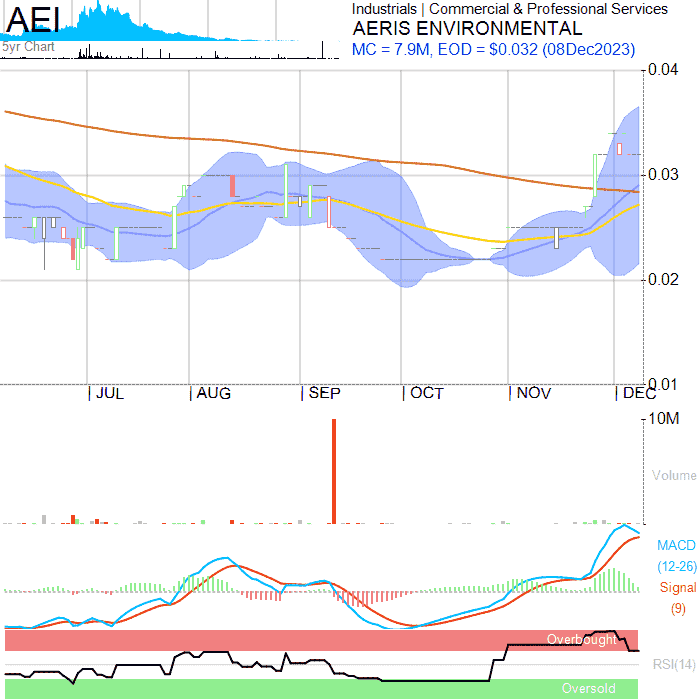 AEI
5yr Chart
Industrials | Commercial & Professional Services
AERIS ENVIRONMENTAL
MC = 7.9M, EOD = $0.032 (08Dec2023)
0.04
0.03
0.02
0.01
JUL AUG SEP OCT NOV DEC
10M
Volume
MACD
(12-26)
Signal
(9)
Overbought
RSI(14)
Oversold